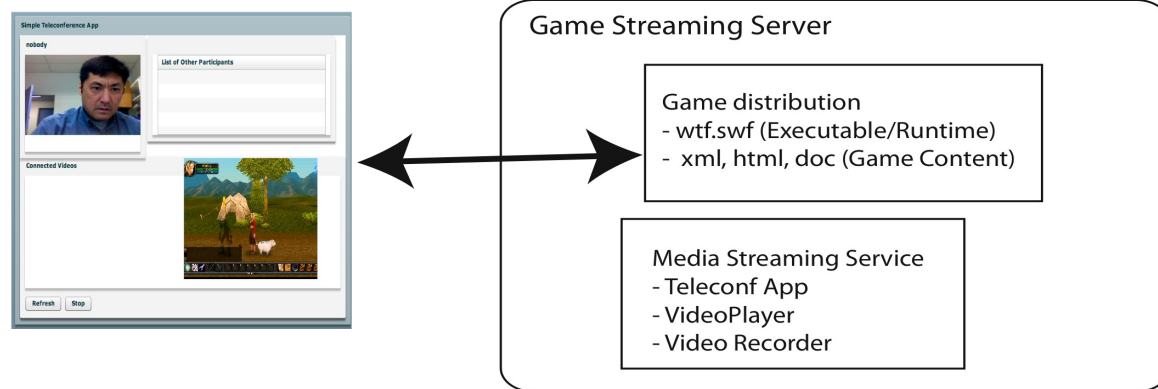 Simple Teleconference App
nobody
List of Other Participants
Connected Videos
Refresh Stop
Game Streaming Server
Game distribution
- wtf.swf (Executable/Runtime)
- xml, html, doc (Game Content)
Media Streaming Service
- Teleconf App
- VideoPlayer
- Video Recorder